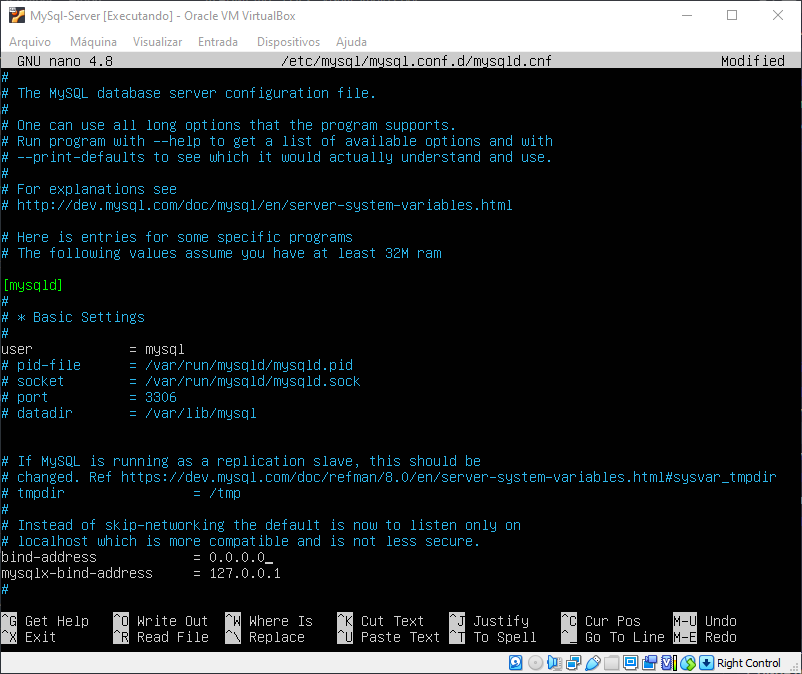 MySql-Server [Executando] - Oracle VM VirtualBox
Arquivo Máquina Visualizar Entrada Dispositivos Ajuda
GNU nano 4.8 /etc/mysql/mysql.conf.d/mysqld.cnf Modified
#
# The MySQL database server configuration file.
#
# One can use all long options that the program supports.
# Run program with --help to get a list of available options and with
# --print-defaults to see which it would actually understand and use.
#
# For explanations see
# http://dev.mysql.com/doc/mysql/en/server-system-variables.html

# Here is entries for some specific programs
# The following values assume you have at least 32M ram

[mysqld]
#
# * Basic Settings
#
user = mysql
# pid-file = /var/run/mysqld/mysqld.pid
# socket = /var/run/mysqld/mysqld.sock
# port = 3306
# datadir = /var/lib/mysql

# If MySQL is running as a replication slave, this should be
# changed. Ref https://dev.mysql.com/doc/refman/8.0/en/server-system-variables.html#sysvar_tmpdir
# tmpdir = /tmp
#
# Instead of skip-networking the default is now to listen only on
# localhost which is more compatible and is not less secure.
bind-address = 0.0.0.0_
mysqlx-bind-address = 127.0.0.1
#
^G Get Help ^O Write Out ^W Where Is ^K Cut Text ^J Justify ^C Cur Pos M-U Undo
^X Exit ^R Read File ^\ Replace ^U Paste Text ^T To Spell ^_ Go To Line M-E Redo
Right Control